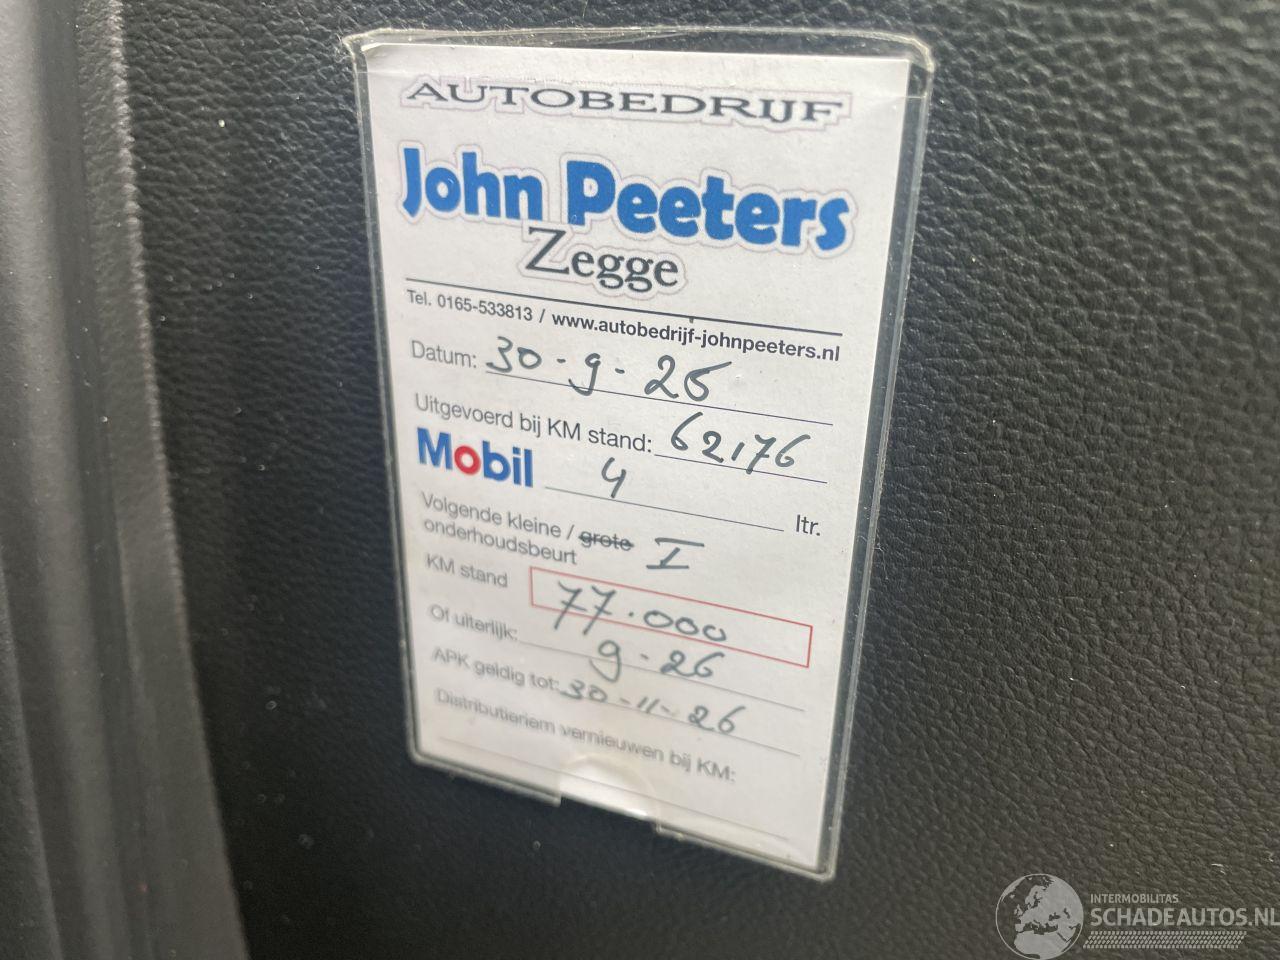 AUTOBEDRIJF
John Peeters
Zegge
Tel. 0165-533813 / www.autobedrijf-johnpeeters.nl
Datum: 30-9-25
Uitgevoerd bij KM stand: 62176
Mobil 4 ltr.
Volgende kleine / grote I
onderhoudsbeurt
KM stand 77.000
Of uiterlijk: 9-26
APK geldig tot: 30-11-26
Distributieriem vernieuwen bij KM:
INTERMOBILITAS
SCHADEAUTOS.NL